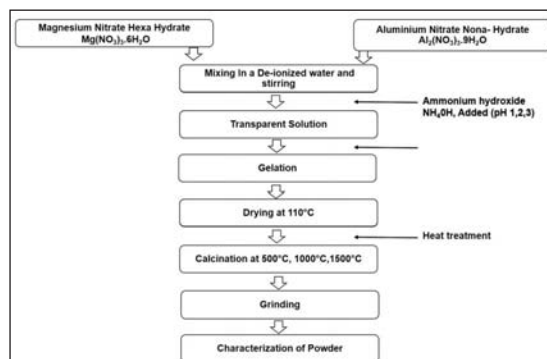 Magnesium Nitrate Hexa Hydrate
Mg(NO₃)₃.6H₂O
Aluminium Nitrate Nona- Hydrate
Al₂(NO₃)₃.9H₂O
Mixing In a De-ionized water and
stirring
Ammonium hydroxide
NH₄0H, Added (pH 1,2,3)
Transparent Solution
Gelation
Drying at 110°C
Heat treatment
Calcination at 500°C, 1000°C,1500°C
Grinding
Characterization of Powder